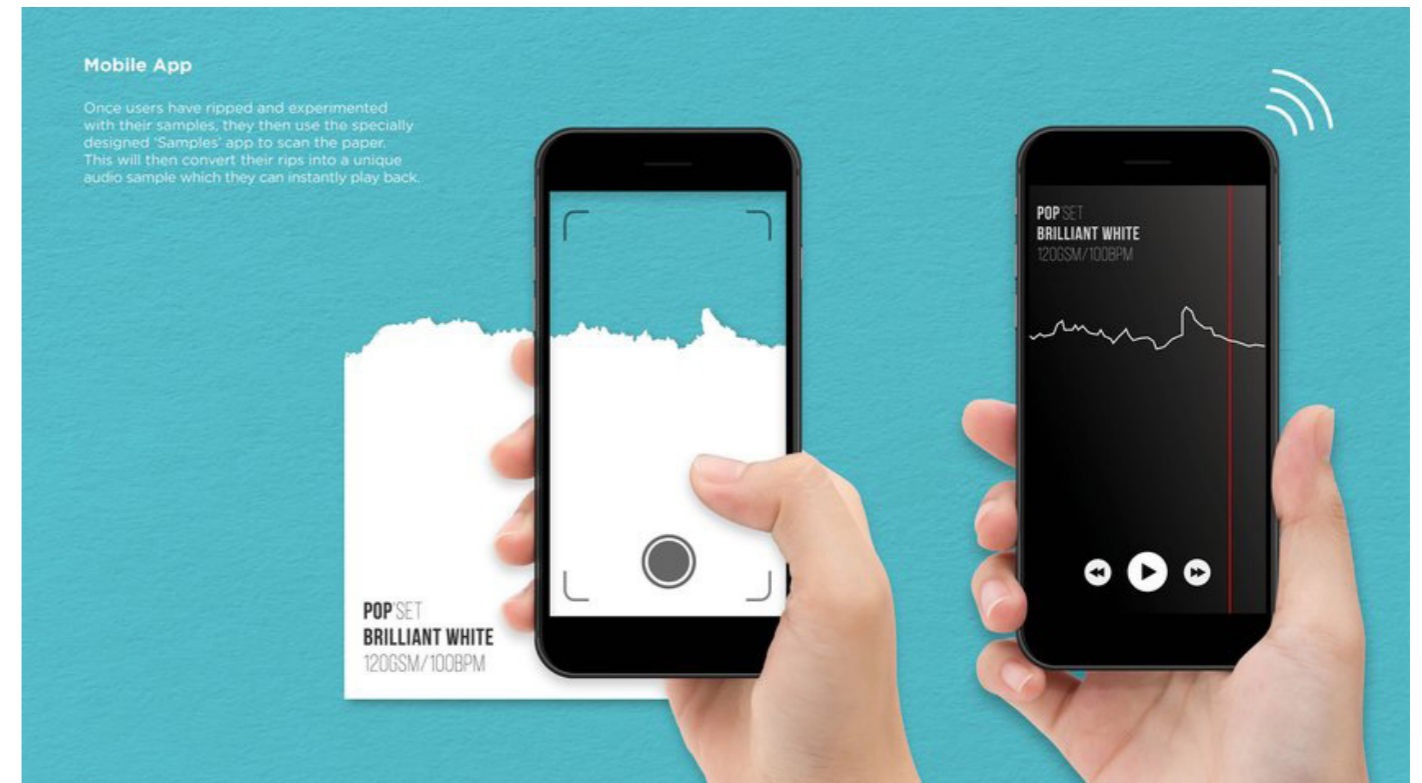 Mobile App
Once users have ripped and experimented
with their samples, they then use the specially
designed ‘Samples’ app to scan the paper.
This will then convert their rips into a unique
audio sample which they can instantly play back.
POP’SET
BRILLIANT WHITE
120GSM/100BPM
POP’SET
BRILLIANT WHITE
120GSM/100BPM